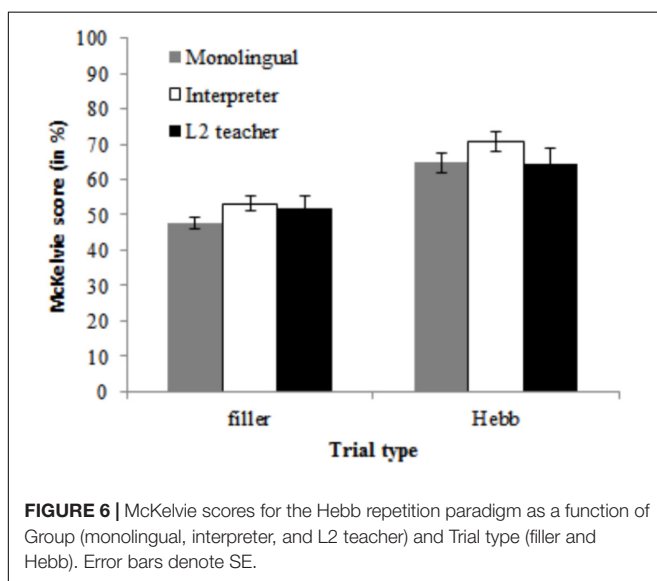 100
90
80
70
60
50
40
30
20
10
0
McKelvie score (in %)
Monolingual
Interpreter
L2 teacher
filler
Hebb
Trial type
FIGURE 6 | McKelvie scores for the Hebb repetition paradigm as a function of
Group (monolingual, interpreter, and L2 teacher) and Trial type (filler and
Hebb). Error bars denote SE.